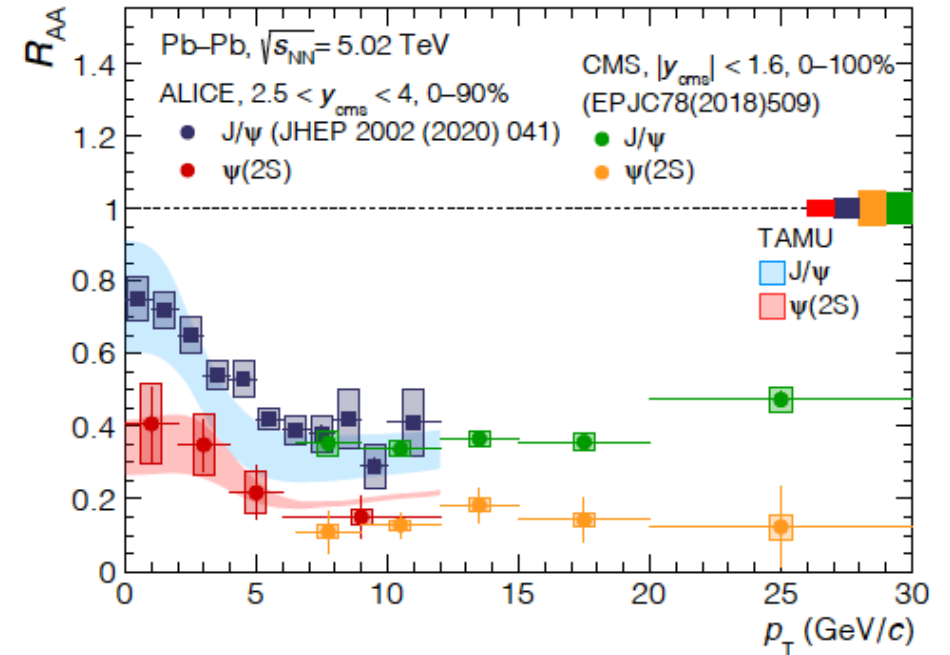 R_AA
Pb–Pb, √s_NN = 5.02 TeV
ALICE, 2.5 < y_cms < 4, 0–90%
J/ψ (JHEP 2002 (2020) 041)
ψ(2S)
CMS, |y_cms| < 1.6, 0–100%
(EPJC78(2018)509)
J/ψ
ψ(2S)
TAMU
J/ψ
ψ(2S)
1.4
1.2
1
0.8
0.6
0.4
0.2
0
0 5 10 15 20 25 30
p_T (GeV/c)